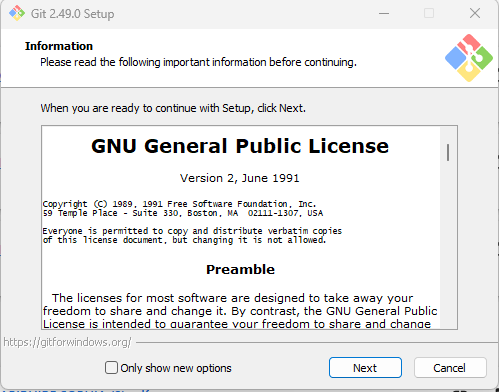 Git 2.49.0 Setup
Information
Please read the following important information before continuing.
When you are ready to continue with Setup, click Next.
GNU General Public License
Version 2, June 1991
Copyright (C) 1989, 1991 Free Software Foundation, Inc.
59 Temple Place - Suite 330, Boston, MA  02111-1307, USA
Everyone is permitted to copy and distribute verbatim copies
of this license document, but changing it is not allowed.
Preamble
The licenses for most software are designed to take away your
freedom to share and change it. By contrast, the GNU General Public
License is intended to guarantee your freedom to share and change
https://gitforwindows.org/
Only show new options
Next
Cancel